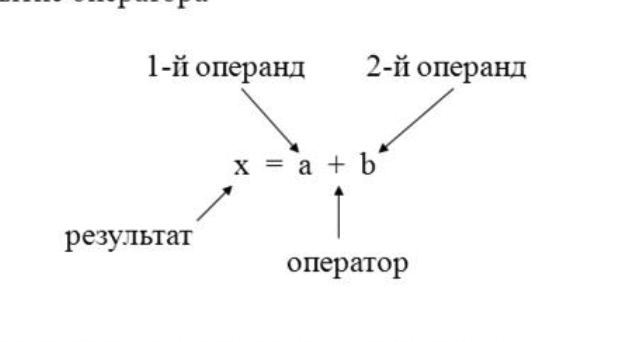 1-й операнд 2-й операнд
x = a + b
результат
оператор